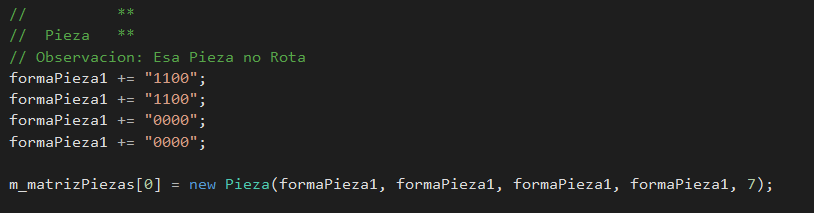 //          **
//  Pieza   **
// Observacion: Esa Pieza no Rota
formaPieza1 += "1100";
formaPieza1 += "1100";
formaPieza1 += "0000";
formaPieza1 += "0000";
m_matrizPiezas[0] = new Pieza(formaPieza1, formaPieza1, formaPieza1, formaPieza1, 7);